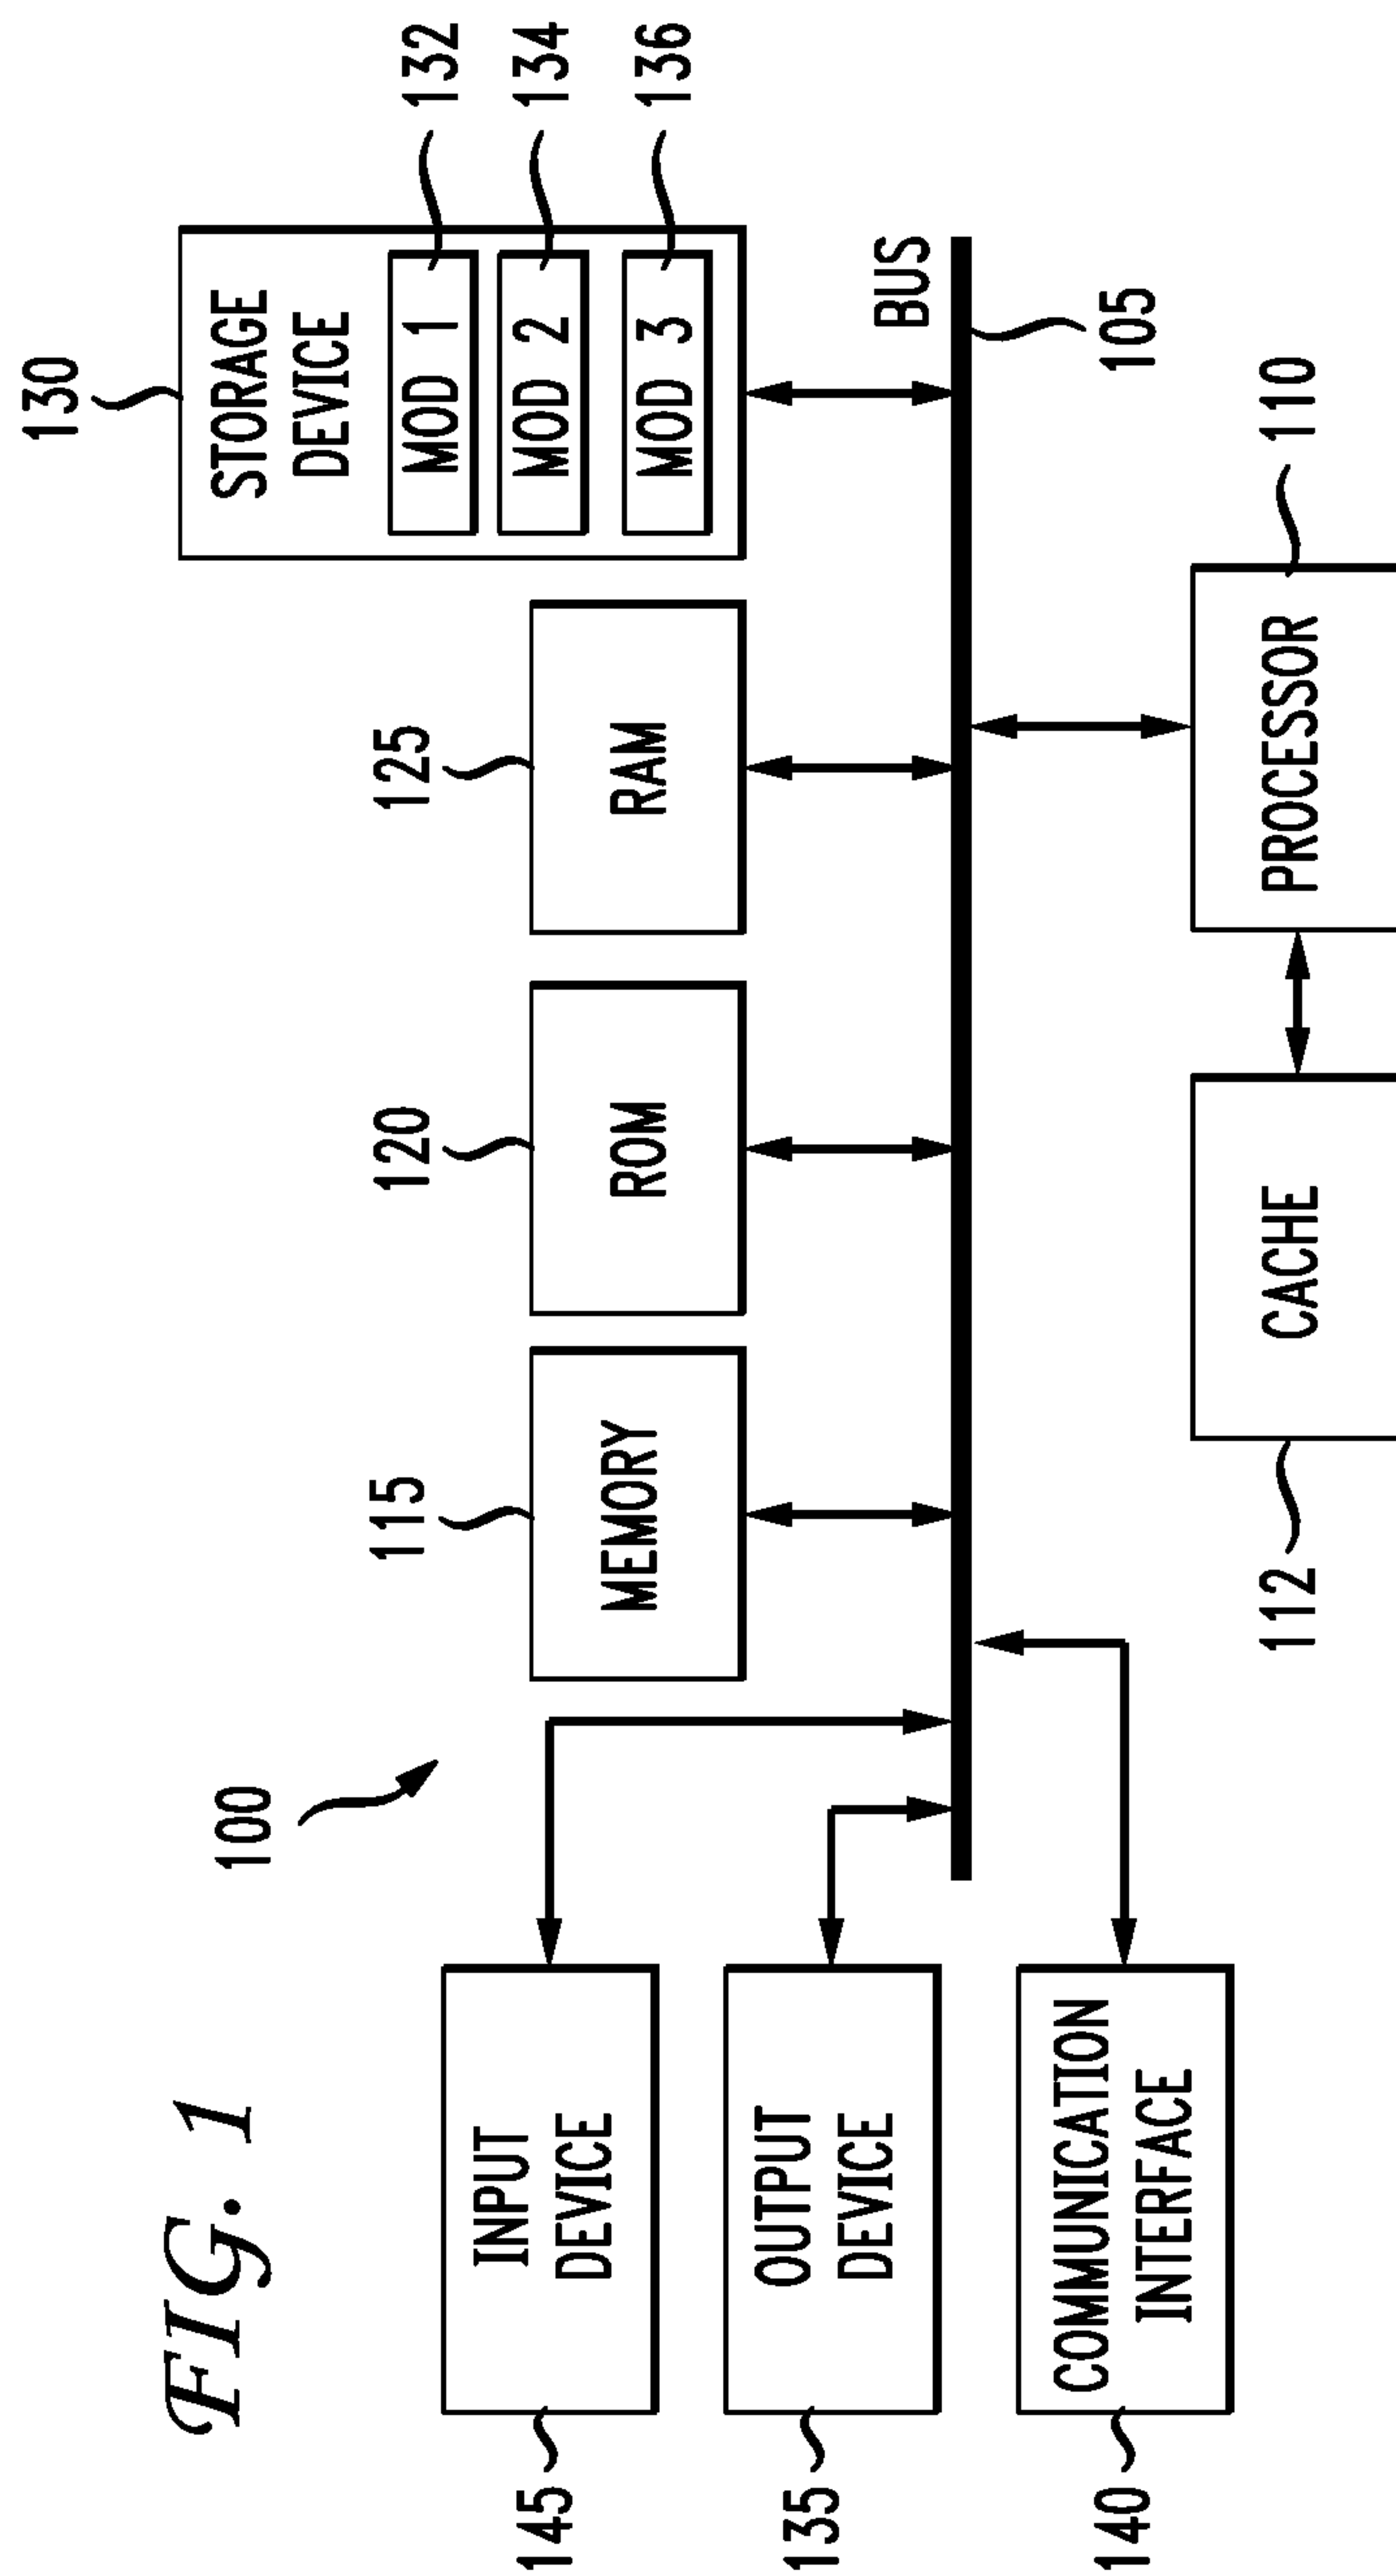 FIG. 1
100
130
STORAGE
DEVICE
MOD 1
132
MOD 2
134
MOD 3
136
115
120
125
MEMORY
ROM
RAM
145
INPUT
DEVICE
135
OUTPUT
DEVICE
BUS
105
140
COMMUNICATION
INTERFACE
112
CACHE
PROCESSOR
110